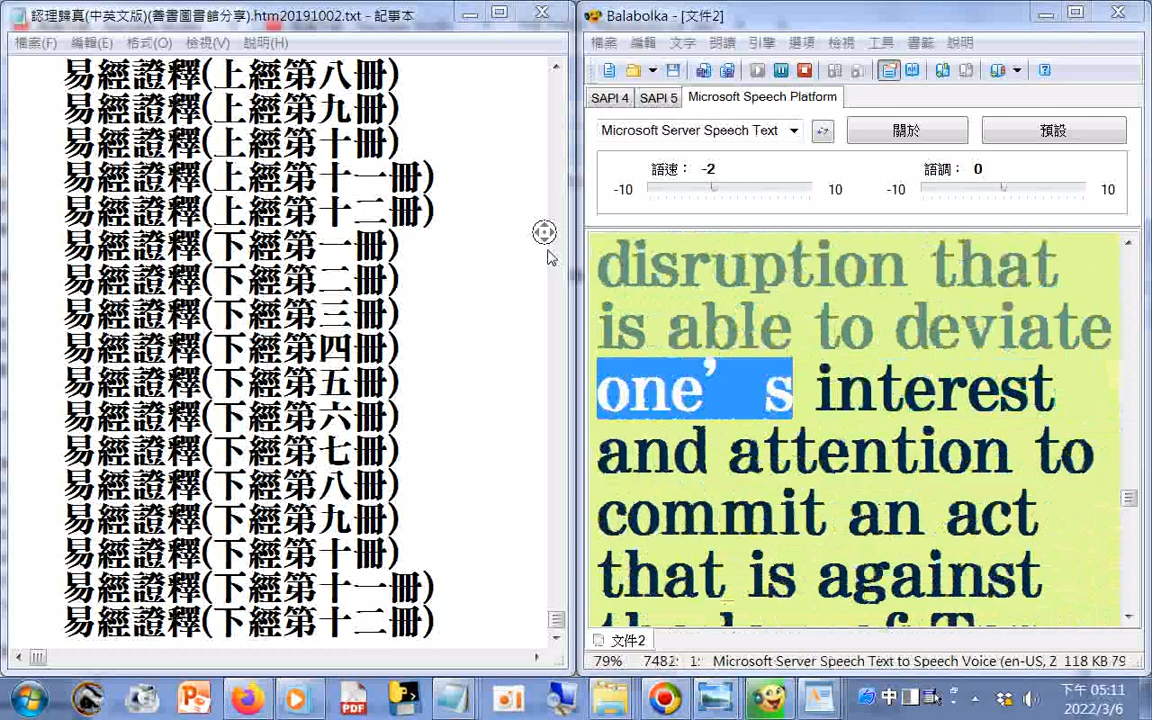 認理歸真(中英文版)(善書圖書館分享).htm20191002.txt - 記事本
檔案(F) 編輯(E) 格式(O) 檢視(V) 說明(H)
易經證釋(上經第八冊)
易經證釋(上經第九冊)
易經證釋(上經第十冊)
易經證釋(上經第十一冊)
易經證釋(上經第十二冊)
易經證釋(下經第一冊)
易經證釋(下經第二冊)
易經證釋(下經第三冊)
易經證釋(下經第四冊)
易經證釋(下經第五冊)
易經證釋(下經第六冊)
易經證釋(下經第七冊)
易經證釋(下經第八冊)
易經證釋(下經第九冊)
易經證釋(下經第十冊)
易經證釋(下經第十一冊)
易經證釋(下經第十二冊)
Balabolka - [文件2]
檔案 編輯 文字 朗讀 引擎 選項 檢視 工具 書籤 說明
SAPI 4 SAPI 5 Microsoft Speech Platform
Microsoft Server Speech Text 關於 預設
語速: -2 語調: 0
-10 10 -10 10
disruption that
is able to deviate
one’s interest
and attention to
commit an act
that is against
文件2
79% 7482: 1: Microsoft Server Speech Text to Speech Voice (en-US, Z 118 KB 79
PDF 中 下午 05:11
2022/3/6